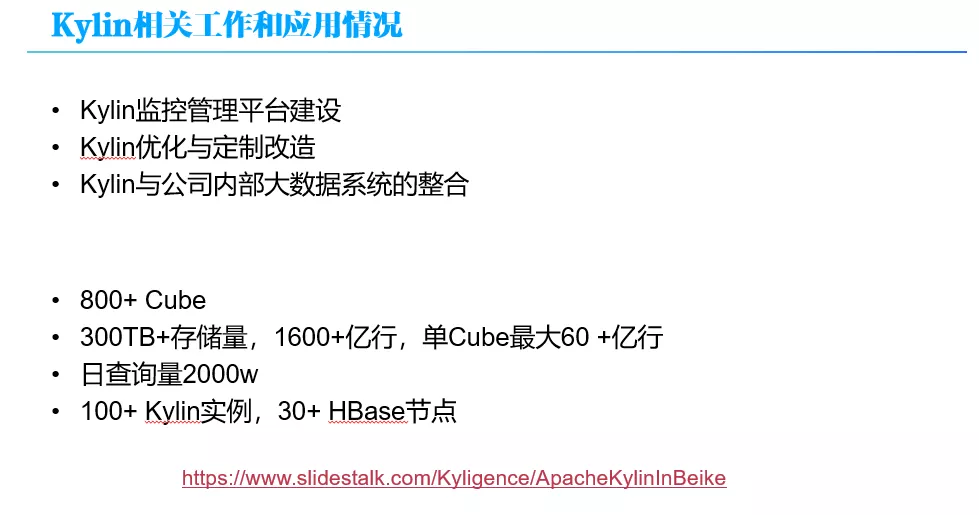 Kylin相关工作和应用情况
• Kylin监控管理平台建设
• Kylin优化与定制改造
• Kylin与公司内部大数据系统的整合
• 800+ Cube
• 300TB+存储量，1600+亿行，单Cube最大60 +亿行
• 日查询量2000w
• 100+ Kylin实例，30+ HBase节点
https://www.slidestalk.com/Kyligence/ApacheKylinInBeike